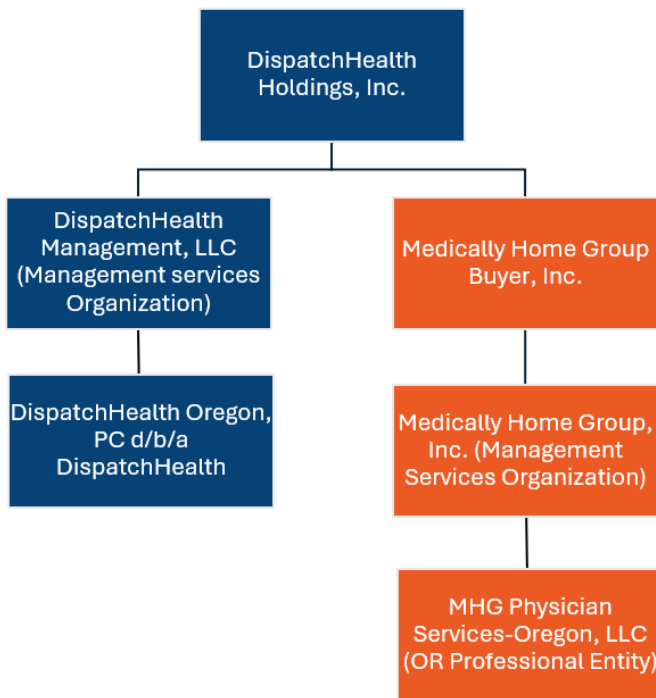 DispatchHealth
Holdings, Inc.
DispatchHealth
Management, LLC
(Management services
Organization)
Medically Home Group
Buyer, Inc.
DispatchHealth Oregon,
PC d/b/a
DispatchHealth
Medically Home Group,
Inc. (Management
Services Organization)
MHG Physician
Services-Oregon, LLC
(OR Professional Entity)